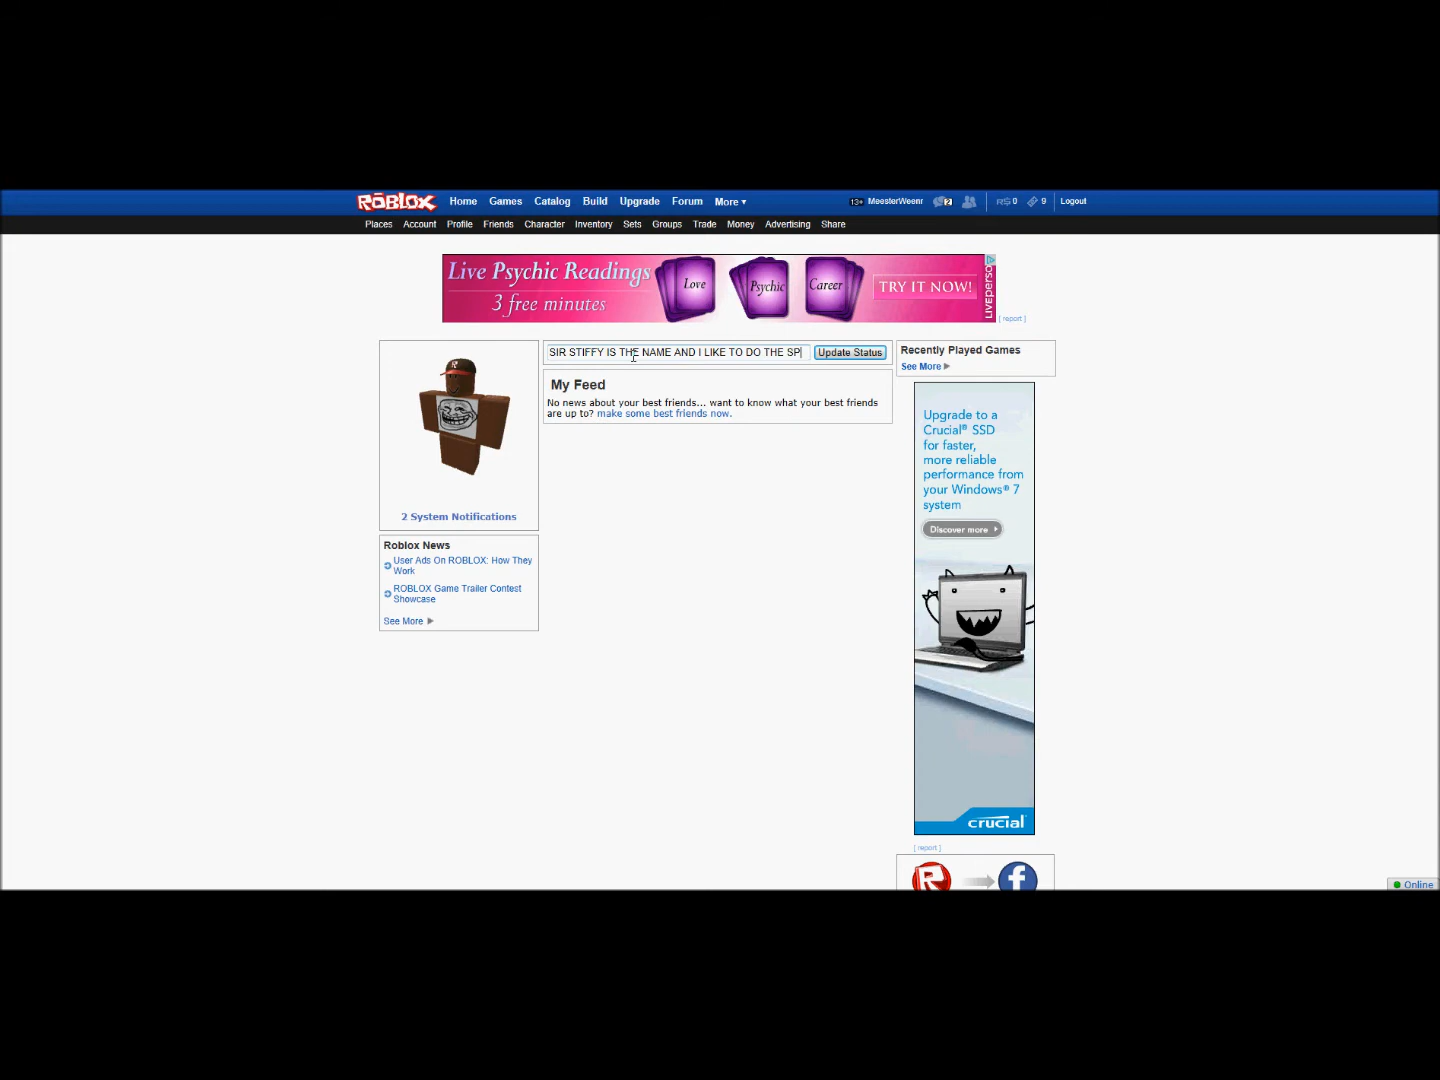 ROBLOX Home Games Catalog Build Upgrade Forum More ▾ 13+ MeesterWeenr 2 R$ 0 9 Logout
Places Account Profile Friends Character Inventory Sets Groups Trade Money Advertising Share
Live Psychic Readings
3 free minutes
Love Psychic Career
TRY IT NOW!
LIVEPERSO
[ report ]
SIR STIFFY IS THE NAME AND I LIKE TO DO THE SP Update Status
My Feed
No news about your best friends... want to know what your best friends
are up to? make some best friends now.
2 System Notifications
Roblox News
User Ads On ROBLOX: How They
Work
ROBLOX Game Trailer Contest
Showcase
See More
Recently Played Games
See More
Upgrade to a
Crucial® SSD
for faster,
more reliable
performance from
your Windows® 7
system
Discover more
crucial
[ report ]
R f
Online